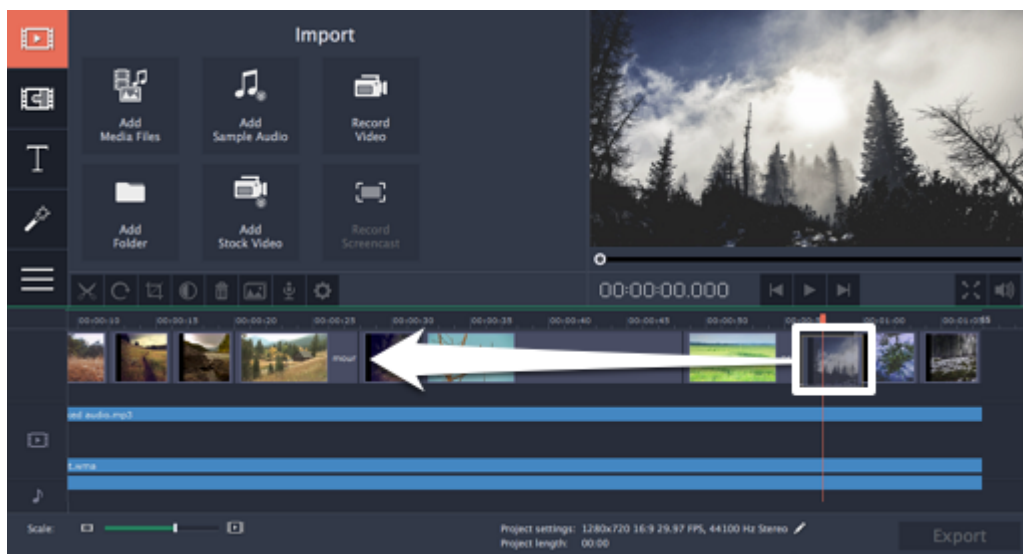 Import
Add
Media Files
Add
Sample Audio
Record
Video
Add
Folder
Add
Stock Video
Record
Screencast
T
00:00:00.000
00:00:10 00:00:15 00:00:20 00:00:25 00:00:30 00:00:35 00:00:40 00:00:45 00:00:50 00:01:00
mour
ced audio.mp3
t.wma
Scale:
Project settings: 1280x720 16:9 29.97 FPS, 44100 Hz Stereo
Project length: 00:00
Export